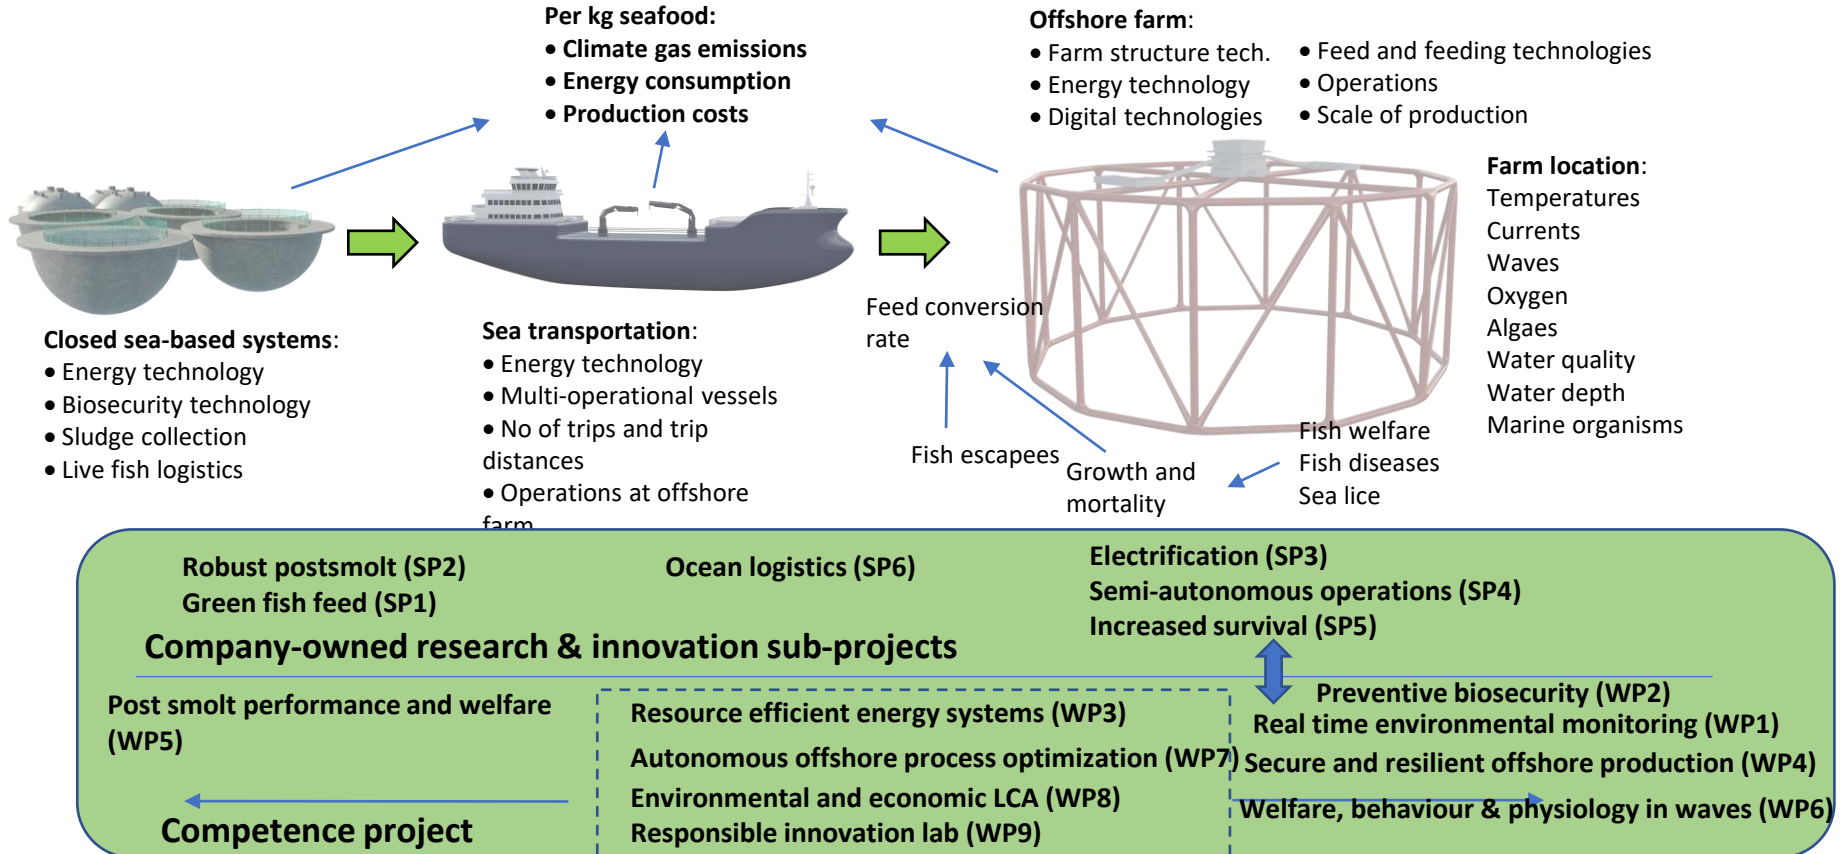 Per kg seafood:
• Climate gas emissions
• Energy consumption
• Production costs
Offshore farm:
• Farm structure tech.
• Energy technology
• Digital technologies
• Feed and feeding technologies
• Operations
• Scale of production
Farm location:
Temperatures
Currents
Waves
Oxygen
Algaes
Water quality
Water depth
Marine organisms
Closed sea-based systems:
• Energy technology
• Biosecurity technology
• Sludge collection
• Live fish logistics
Sea transportation:
• Energy technology
• Multi-operational vessels
• No of trips and trip
distances
• Operations at offshore
farm
Feed conversion
rate
Fish escapees
Growth and
mortality
Fish welfare
Fish diseases
Sea lice
Robust postsmolt (SP2)
Green fish feed (SP1)
Ocean logistics (SP6)
Electrification (SP3)
Semi-autonomous operations (SP4)
Increased survival (SP5)
Company-owned research & innovation sub-projects
Post smolt performance and welfare
(WP5)
Resource efficient energy systems (WP3)
Autonomous offshore process optimization (WP7)
Environmental and economic LCA (WP8)
Responsible innovation lab (WP9)
Preventive biosecurity (WP2)
Real time environmental monitoring (WP1)
Secure and resilient offshore production (WP4)
Welfare, behaviour & physiology in waves (WP6)
Competence project